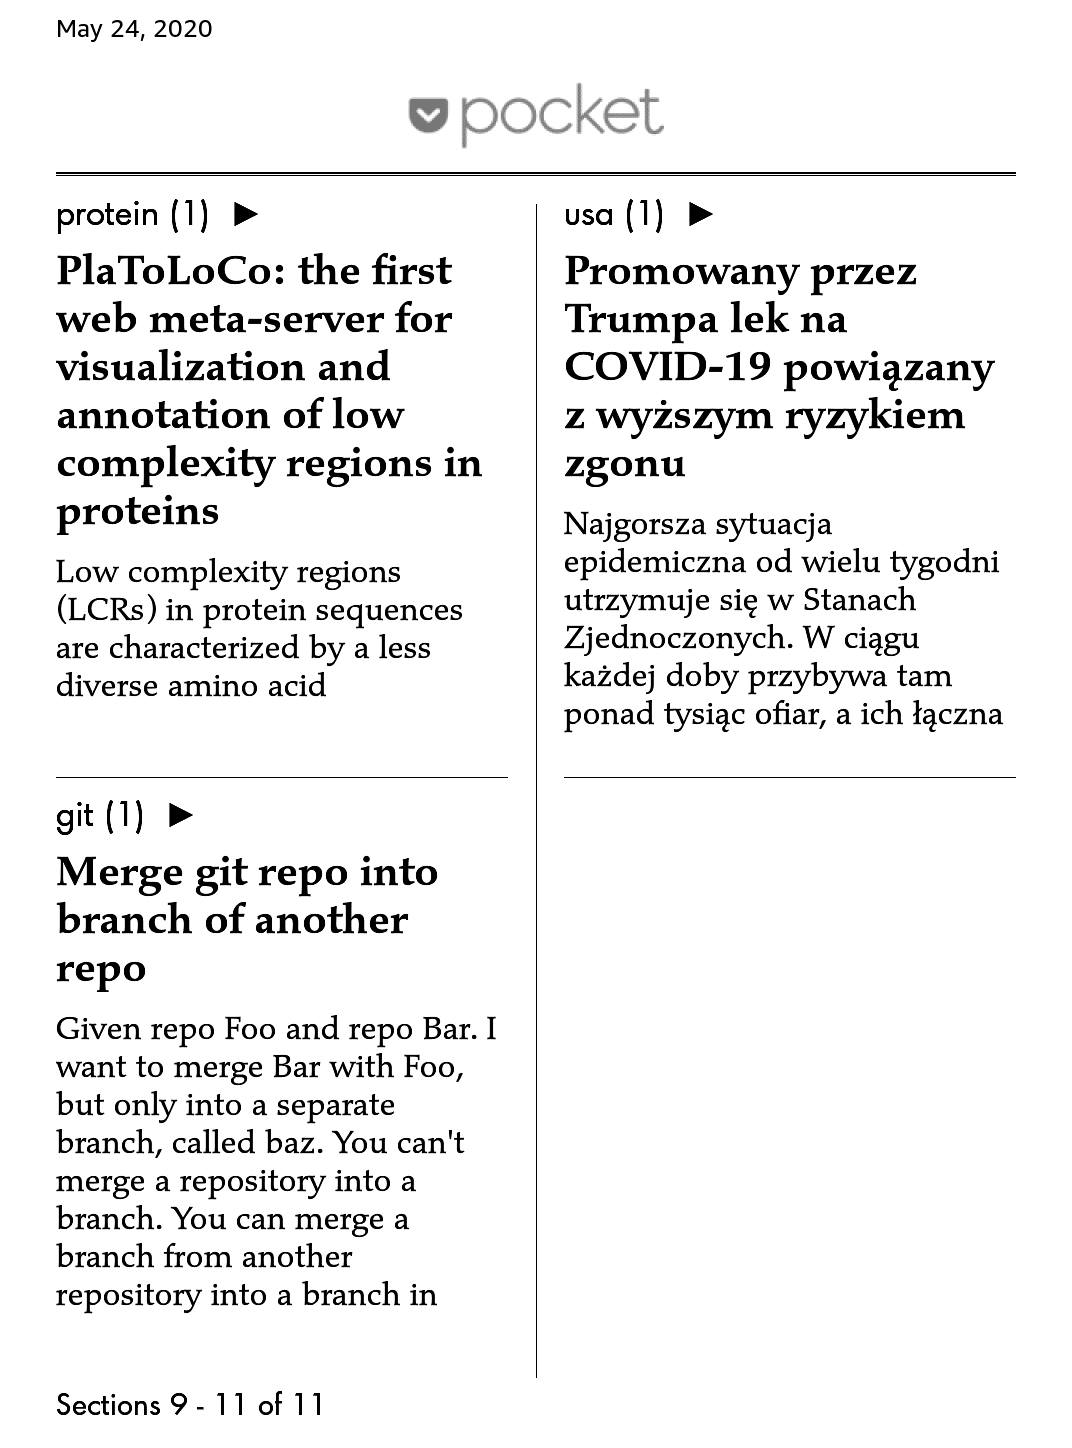 May 24, 2020
pocket
protein (1) ▶
PlaToLoCo: the first
web meta-server for
visualization and
annotation of low
complexity regions in
proteins
Low complexity regions
(LCRs) in protein sequences
are characterized by a less
diverse amino acid
usa (1) ▶
Promowany przez
Trumpa lek na
COVID-19 powiązany
z wyższym ryzykiem
zgonu
Najgorsza sytuacja
epidemiczna od wielu tygodni
utrzymuje się w Stanach
Zjednoczonych. W ciągu
każdej doby przybywa tam
ponad tysiąc ofiar, a ich łączna
git (1) ▶
Merge git repo into
branch of another
repo
Given repo Foo and repo Bar. I
want to merge Bar with Foo,
but only into a separate
branch, called baz. You can't
merge a repository into a
branch. You can merge a
branch from another
repository into a branch in
Sections 9 - 11 of 11